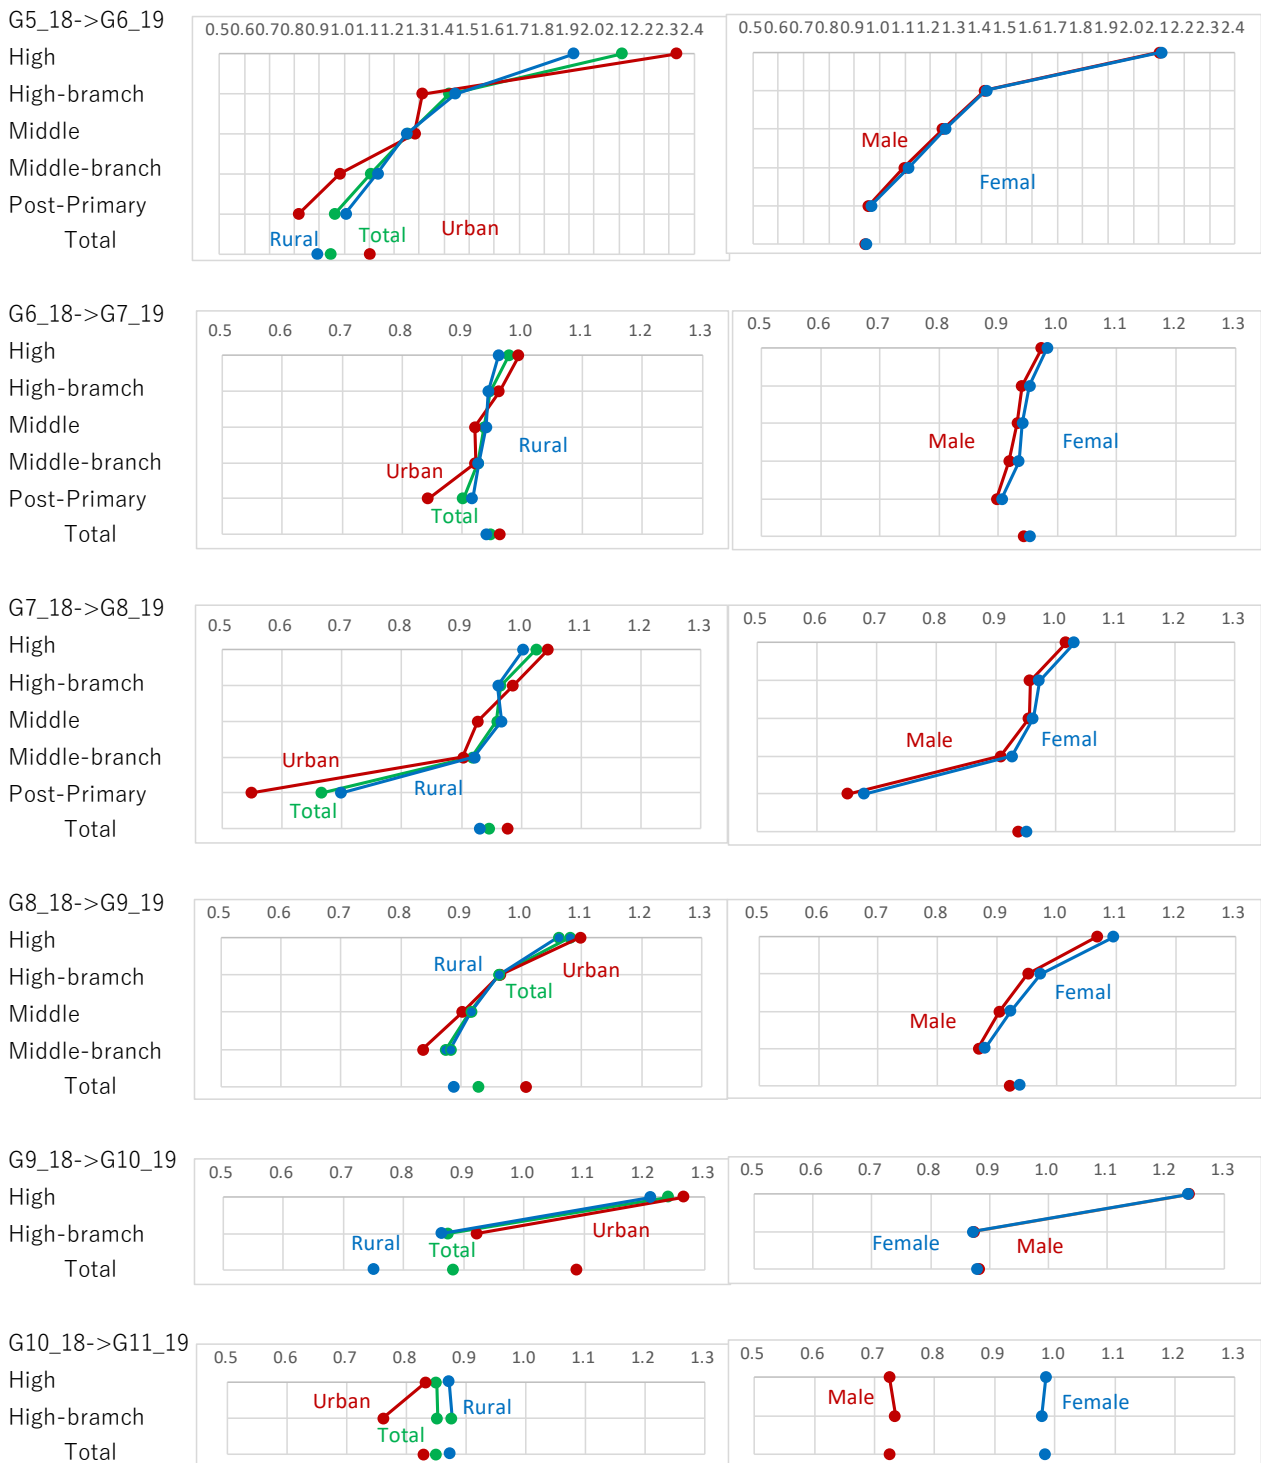 G5_18->G6_19
0.50.60.70.80.91.01.11.21.31.41.51.61.71.81.92.02.12.22.32.4
0.50.60.70.80.91.01.11.21.31.41.51.61.71.81.92.02.12.22.32.4
High
High-bramch
Middle
Male
Middle-branch
Femal
Post-Primary
Rural Total Urban
Total
G6_18->G7_19
0.5 0.6 0.7 0.8 0.9 1.0 1.1 1.2 1.3
0.5 0.6 0.7 0.8 0.9 1.0 1.1 1.2 1.3
High
High-bramch
Middle
Rural
Male Femal
Middle-branch
Urban
Post-Primary
Total
Total
G7_18->G8_19
0.5 0.6 0.7 0.8 0.9 1.0 1.1 1.2 1.3
0.5 0.6 0.7 0.8 0.9 1.0 1.1 1.2 1.3
High
High-bramch
Middle
Male Femal
Middle-branch
Urban
Rural
Post-Primary
Total
Total
G8_18->G9_19
0.5 0.6 0.7 0.8 0.9 1.0 1.1 1.2 1.3
0.5 0.6 0.7 0.8 0.9 1.0 1.1 1.2 1.3
High
High-bramch
Rural Urban
Total
Femal
Middle
Male
Middle-branch
Total
G9_18->G10_19
0.5 0.6 0.7 0.8 0.9 1.0 1.1 1.2 1.3
0.5 0.6 0.7 0.8 0.9 1.0 1.1 1.2 1.3
High
High-bramch
Rural Total Urban
Female Male
Total
G10_18->G11_19
0.5 0.6 0.7 0.8 0.9 1.0 1.1 1.2 1.3
0.5 0.6 0.7 0.8 0.9 1.0 1.1 1.2 1.3
High
Urban Rural
Male Female
High-bramch
Total
Total